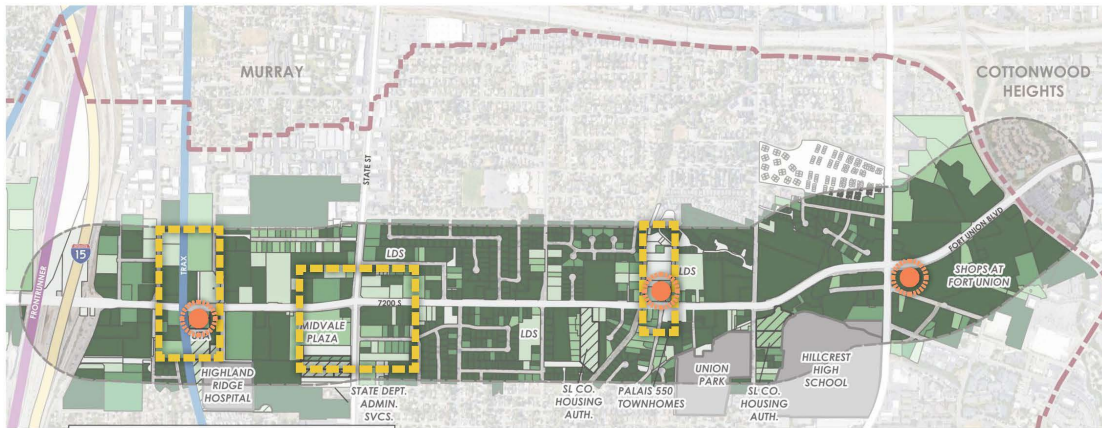 MURRAY
COTTONWOOD
HEIGHTS
STATE ST
FORT UNION BLVD
LDS
LDS
TRAX
15
FRONTRUNNER
SHOPS AT
FORT UNION
7200 S
UTA
MIDVALE
PLAZA
LDS
HILLCREST
HIGH
SCHOOL
UNION
PARK
HIGHLAND
RIDGE
HOSPITAL
STATE DEPT.
ADMIN.
SVCS.
SL CO.
HOUSING
AUTH.
PALAIS 550
TOWNHOMES
SL CO.
HOUSING
AUTH.